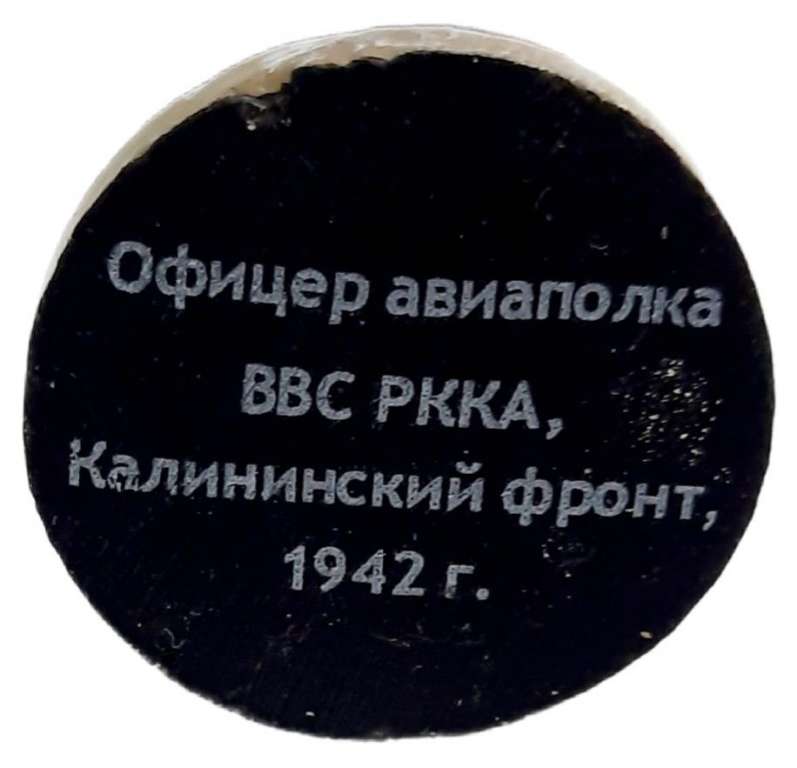 Офицер авиаполка
ВВС РККА,
Калининский фронт,
1942 г.